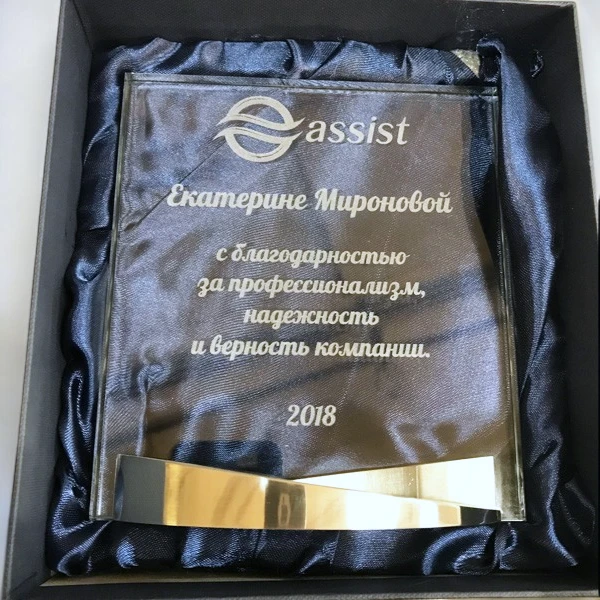 assist
Екатерине Мироновой
с благодарностью
за профессионализм,
надежность
и верность компании.
2018